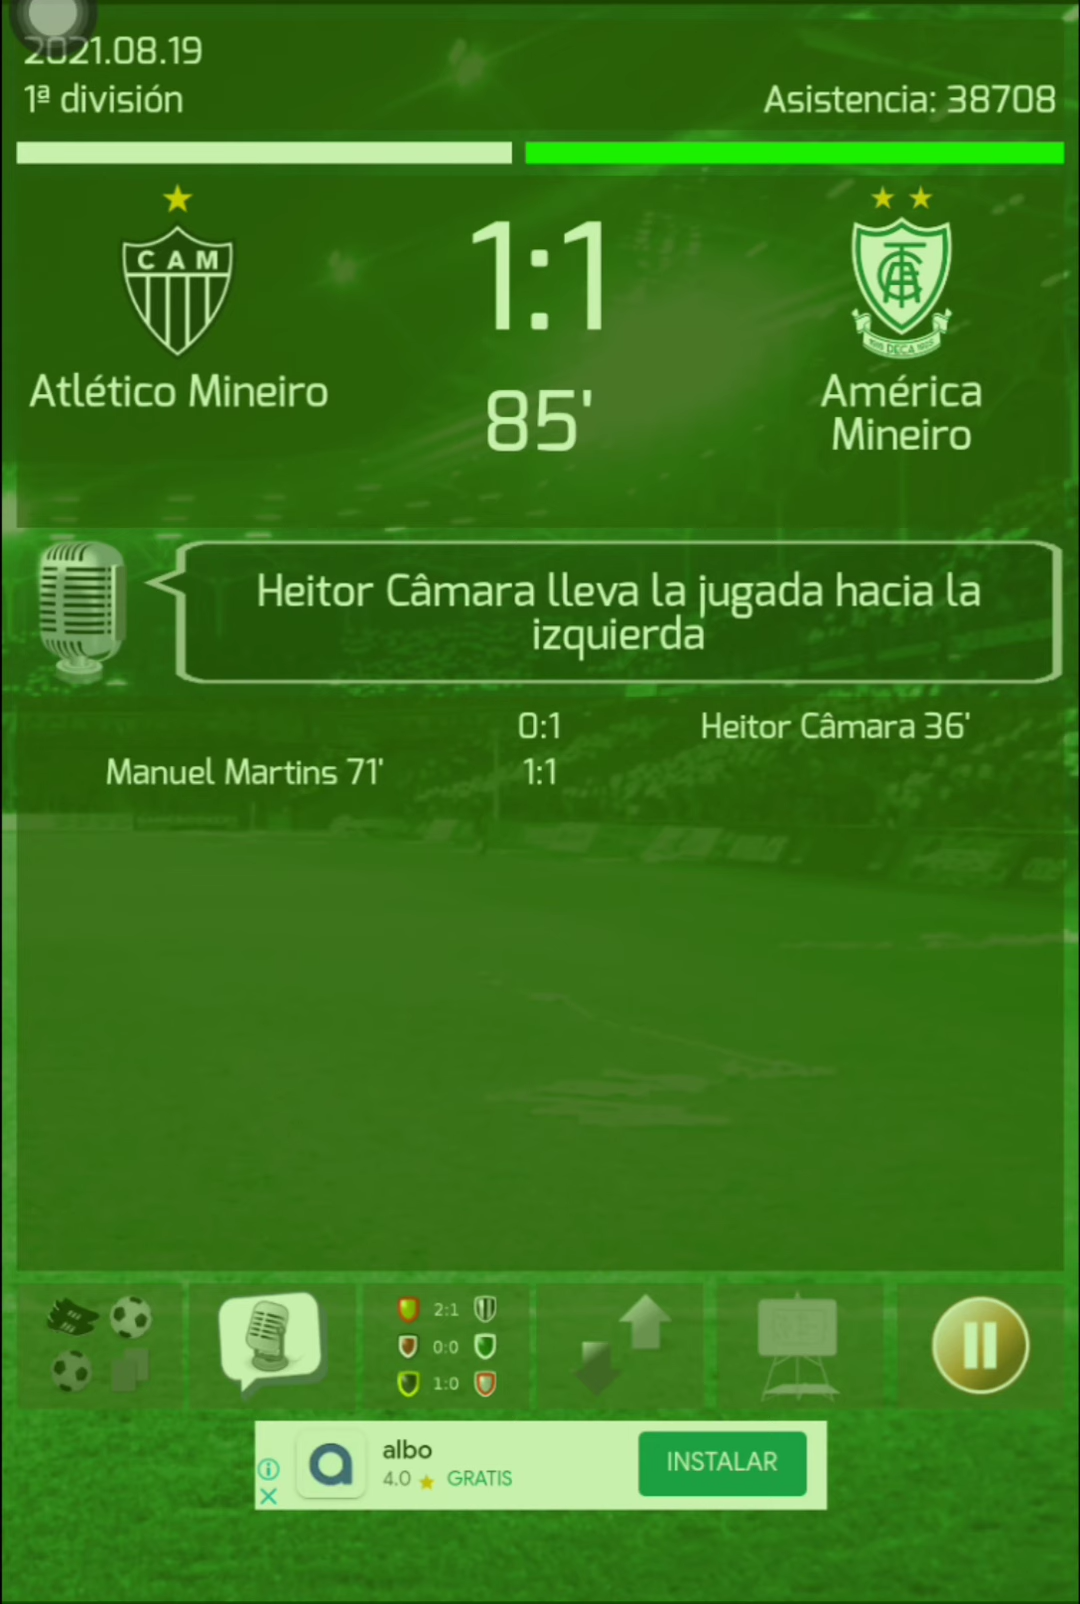 2021.08.19
1ª división
Asistencia: 38708
CAM
1:1
DECA
Atlético Mineiro
América
Mineiro
85'
Heitor Câmara lleva la jugada hacia la
izquierda
0:1 Heitor Câmara 36'
Manuel Martins 71' 1:1
2:1
0:0
1:0
albo
4.0 GRATIS
INSTALAR